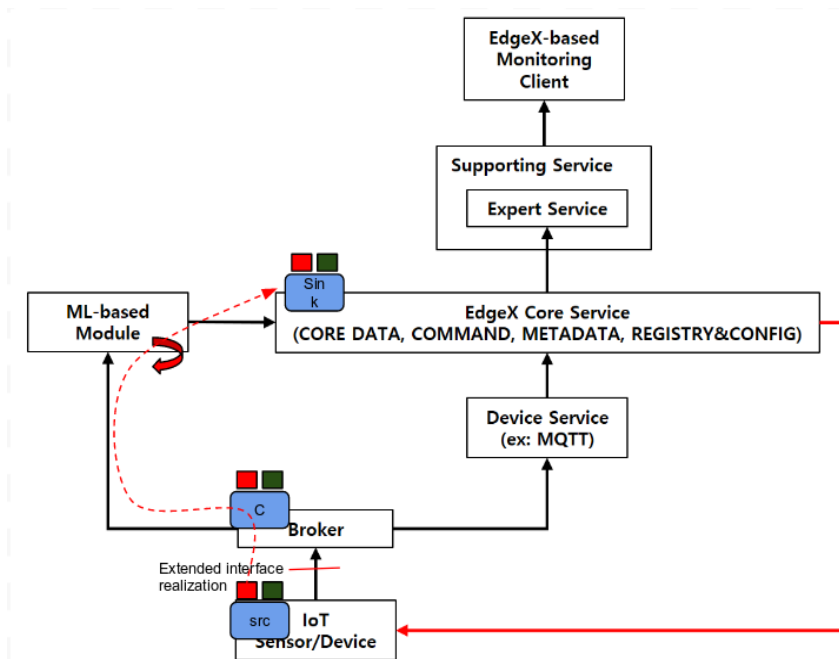 EdgeX-based
Monitoring
Client
Supporting Service
Expert Service
Sin
k
ML-based
Module
EdgeX Core Service
(CORE DATA, COMMAND, METADATA, REGISTRY&CONFIG)
Device Service
(ex: MQTT)
C
Broker
Extended interface
realization
src
IoT
Sensor/Device